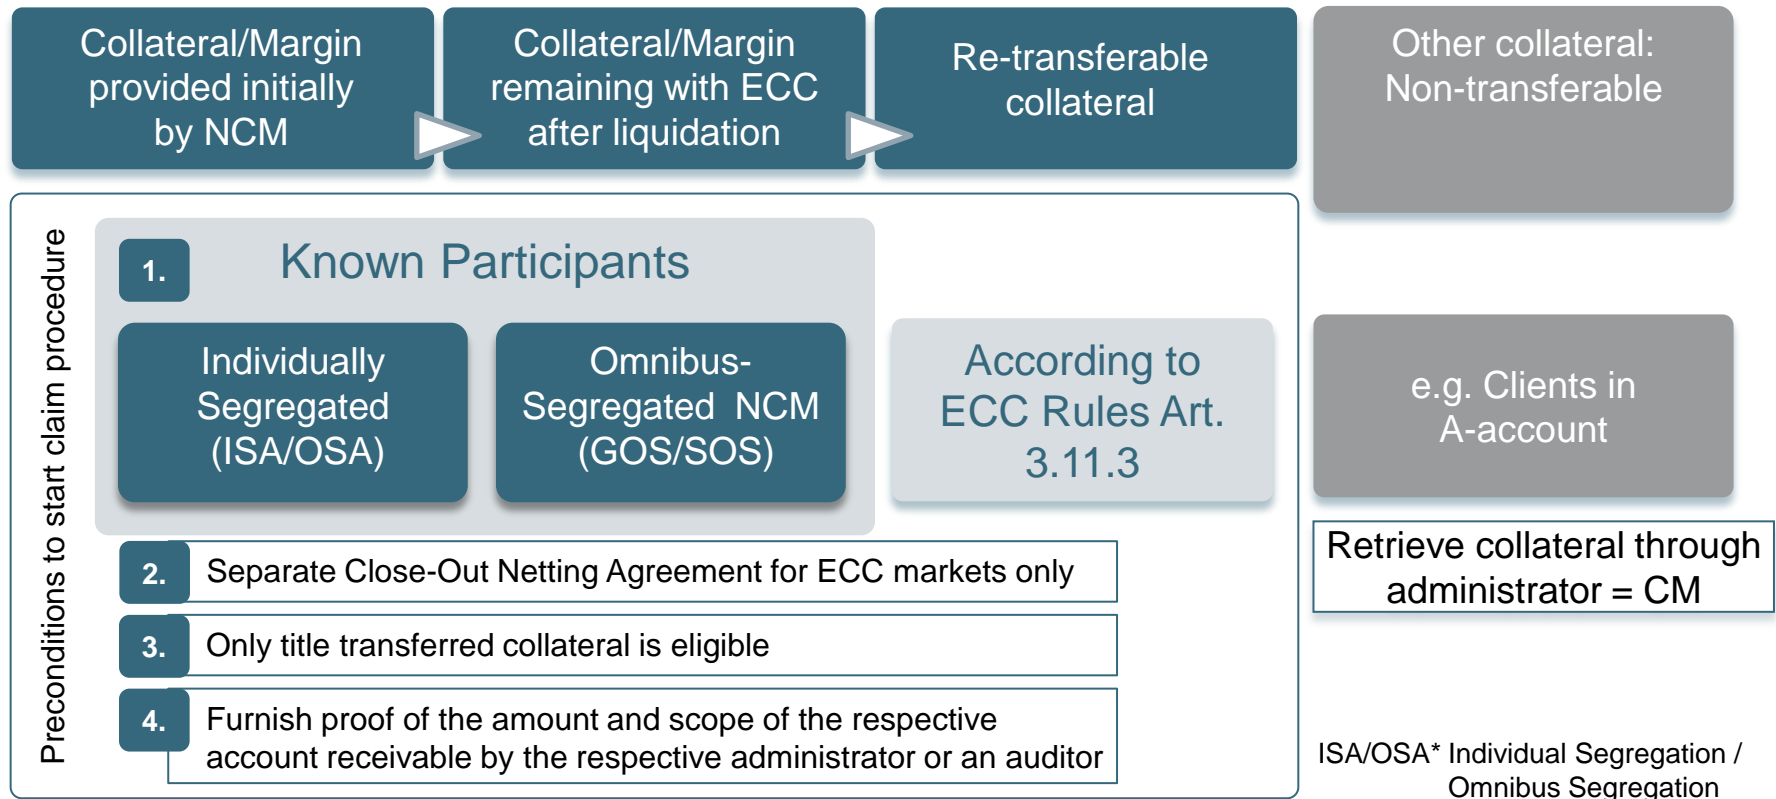 Collateral/Margin
provided initially
by NCM
Collateral/Margin
remaining with ECC
after liquidation
Re-transferable
collateral
Other collateral:
Non-transferable
Preconditions to start claim procedure
1.
Known Participants
Individually
Segregated
(ISA/OSA)
Omnibus-
Segregated NCM
(GOS/SOS)
According to
ECC Rules Art.
3.11.3
e.g. Clients in
A-account
2.
Separate Close-Out Netting Agreement for ECC markets only
3.
Only title transferred collateral is eligible
4.
Furnish proof of the amount and scope of the respective
account receivable by the respective administrator or an auditor
Retrieve collateral through
administrator = CM
ISA/OSA* Individual Segregation /
Omnibus Segregation